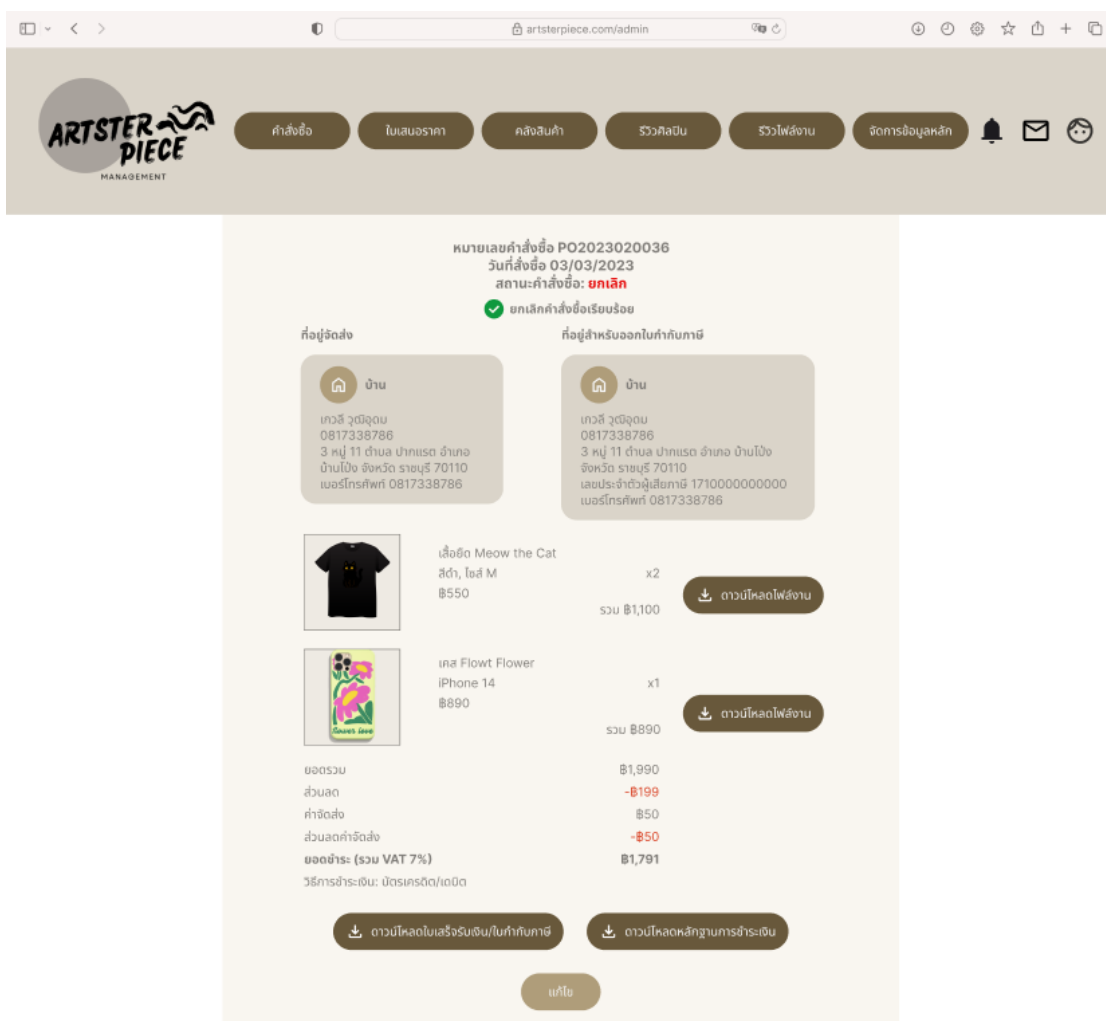 artsterpiece.com/admin
ARTSTER
PIECE
MANAGEMENT
คำสั่งซื้อ
ใบเสนอราคา
คลังสินค้า
รีวิวศิลปิน
รีวิวไฟล์งาน
จัดการข้อมูลหลัก
หมายเลขคำสั่งซื้อ PO2023020036
วันที่สั่งซื้อ 03/03/2023
สถานะคำสั่งซื้อ: ยกเลิก
ยกเลิกคำสั่งซื้อเรียบร้อย
ที่อยู่จัดส่ง
บ้าน
เกวลี วุฒิอุดม
0817338786
3 หมู่ 11 ตำบล ปากแรต อำเภอ
บ้านโป่ง จังหวัด ราชบุรี 70110
เบอร์โทรศัพท์ 0817338786
ที่อยู่สำหรับออกใบกำกับภาษี
บ้าน
เกวลี วุฒิอุดม
0817338786
3 หมู่ 11 ตำบล ปากแรต อำเภอ บ้านโป่ง
จังหวัด ราชบุรี 70110
เลขประจำตัวผู้เสียภาษี 1710000000000
เบอร์โทรศัพท์ 0817338786
เสื้อยืด Meow the Cat
สีดำ, ไซส์ M x2
฿550
รวม ฿1,100
ดาวน์โหลดไฟล์งาน
flower love
เคส Flowt Flower
iPhone 14 x1
฿890
รวม ฿890
ดาวน์โหลดไฟล์งาน
ยอดรวม ฿1,990
ส่วนลด -฿199
ค่าจัดส่ง ฿50
ส่วนลดค่าจัดส่ง -฿50
ยอดชำระ (รวม VAT 7%) ฿1,791
วิธีการชำระเงิน: บัตรเครดิต/เดบิต
ดาวน์โหลดใบเสร็จรับเงิน/ใบกำกับภาษี
ดาวน์โหลดหลักฐานการชำระเงิน
แก้ไข